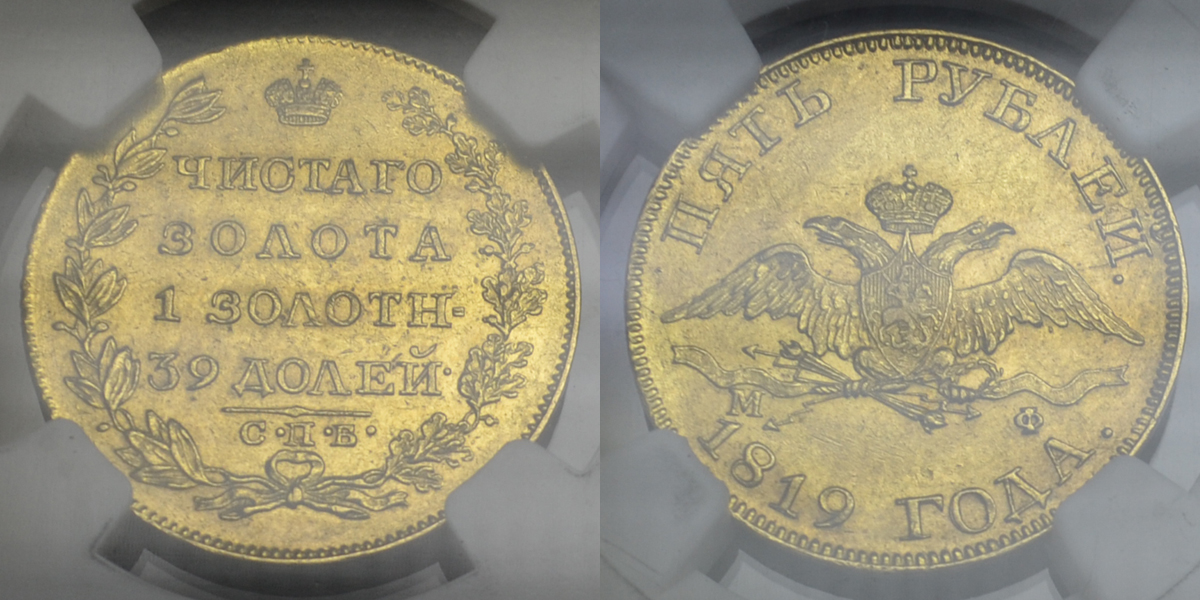 ЧИСТАГО
ЗОЛОТА
1 ЗОЛОТН-
39 ДОЛЕЙ·
С·П·Б·
ПЯТЬ РУБЛЕЙ.
М Ф
1819 ГОДА.